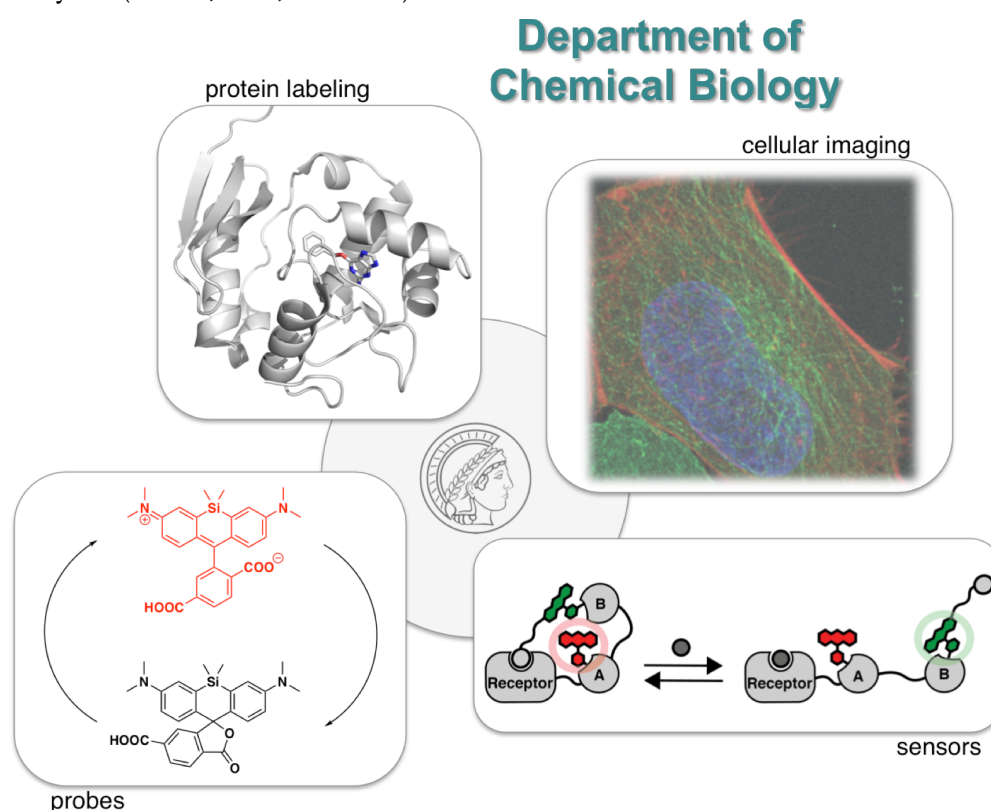 Department of
Chemical Biology
protein labeling
cellular imaging
N
⊕
Si
N
COO⊖
HOOC
N
Si
N
HOOC
O
O
probes
B
A
Receptor
Receptor
A
B
sensors